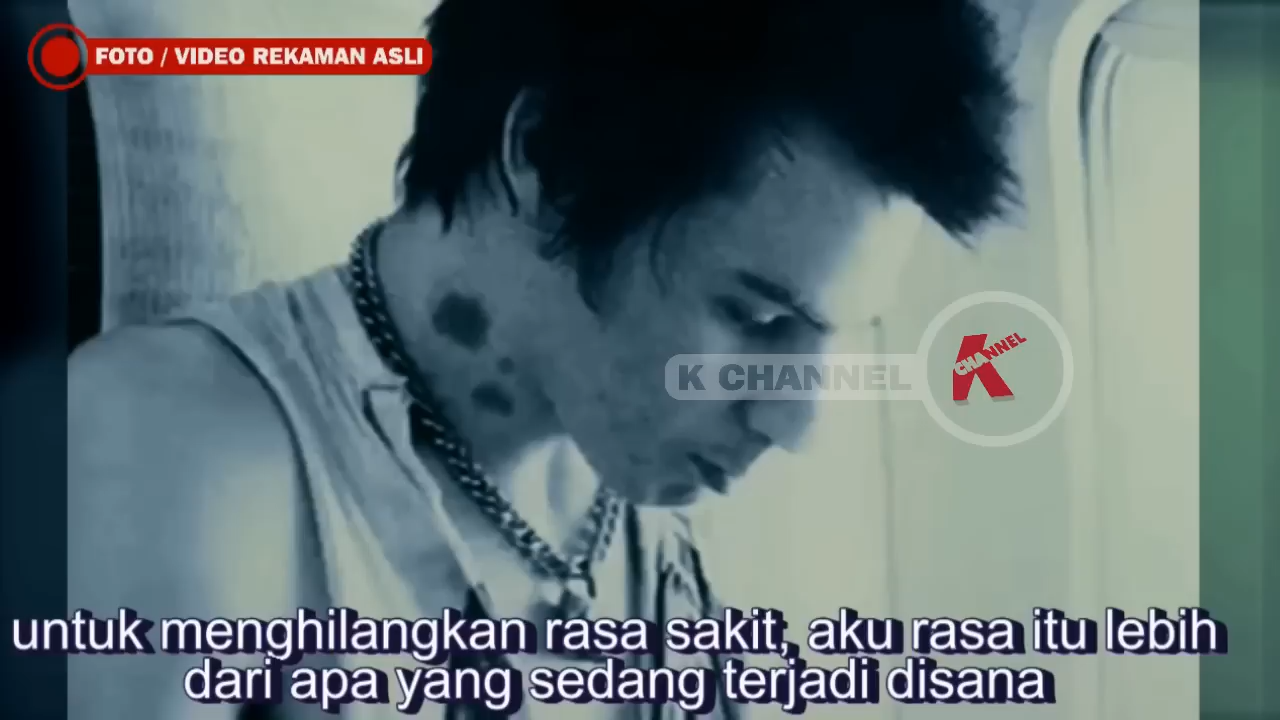 FOTO / VIDEO REKAMAN ASLI
K CHANNEL
K CHANNEL
untuk menghilangkan rasa sakit, aku rasa itu lebih
dari apa yang sedang terjadi disana